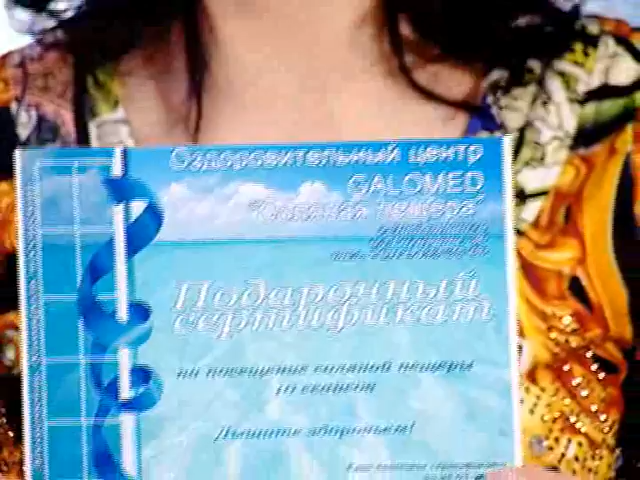 Оздоровительный центр
GALOMED
"Соляная пещера"
Подарочный
сертификат
на посещения соляной пещеры
10 сеансов
Дышите здоровьем!